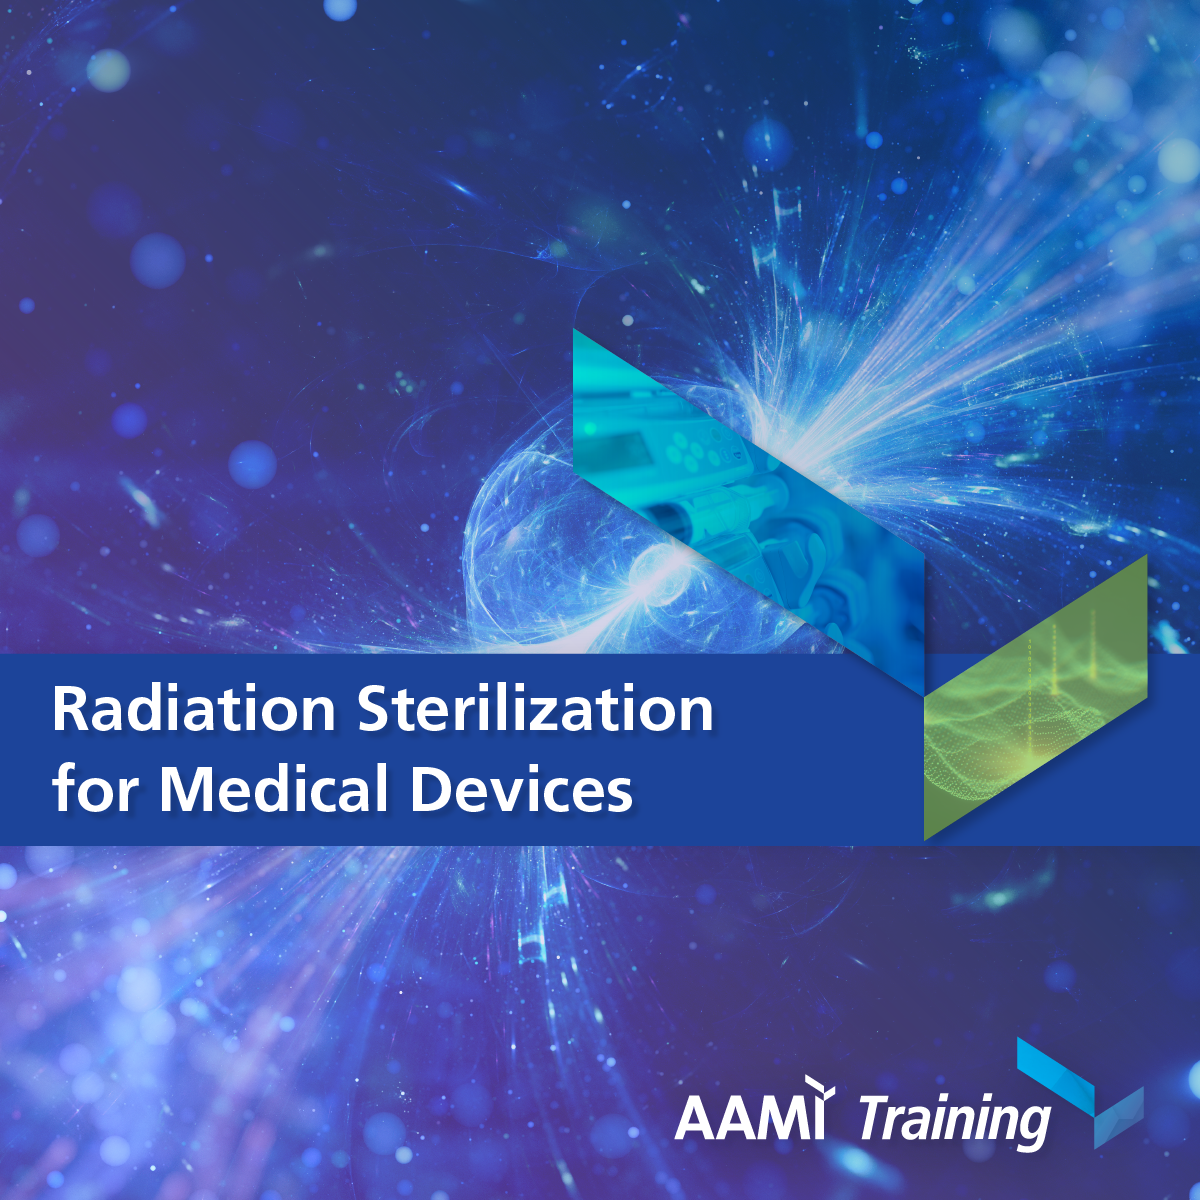 Radiation Sterilization
for Medical Devices
AAMI Training